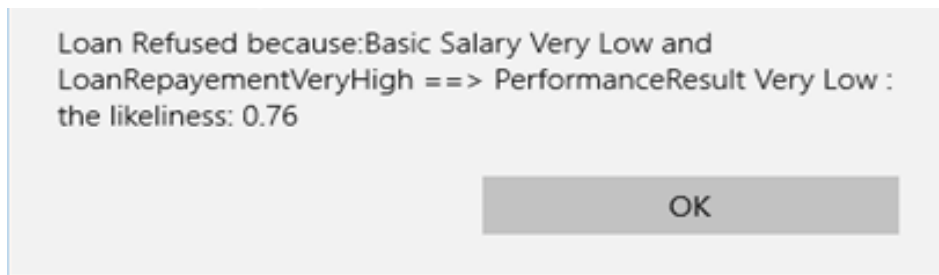 Loan Refused because:Basic Salary Very Low and
LoanRepayementVeryHigh ==> PerformanceResult Very Low :
the likeliness: 0.76
OK